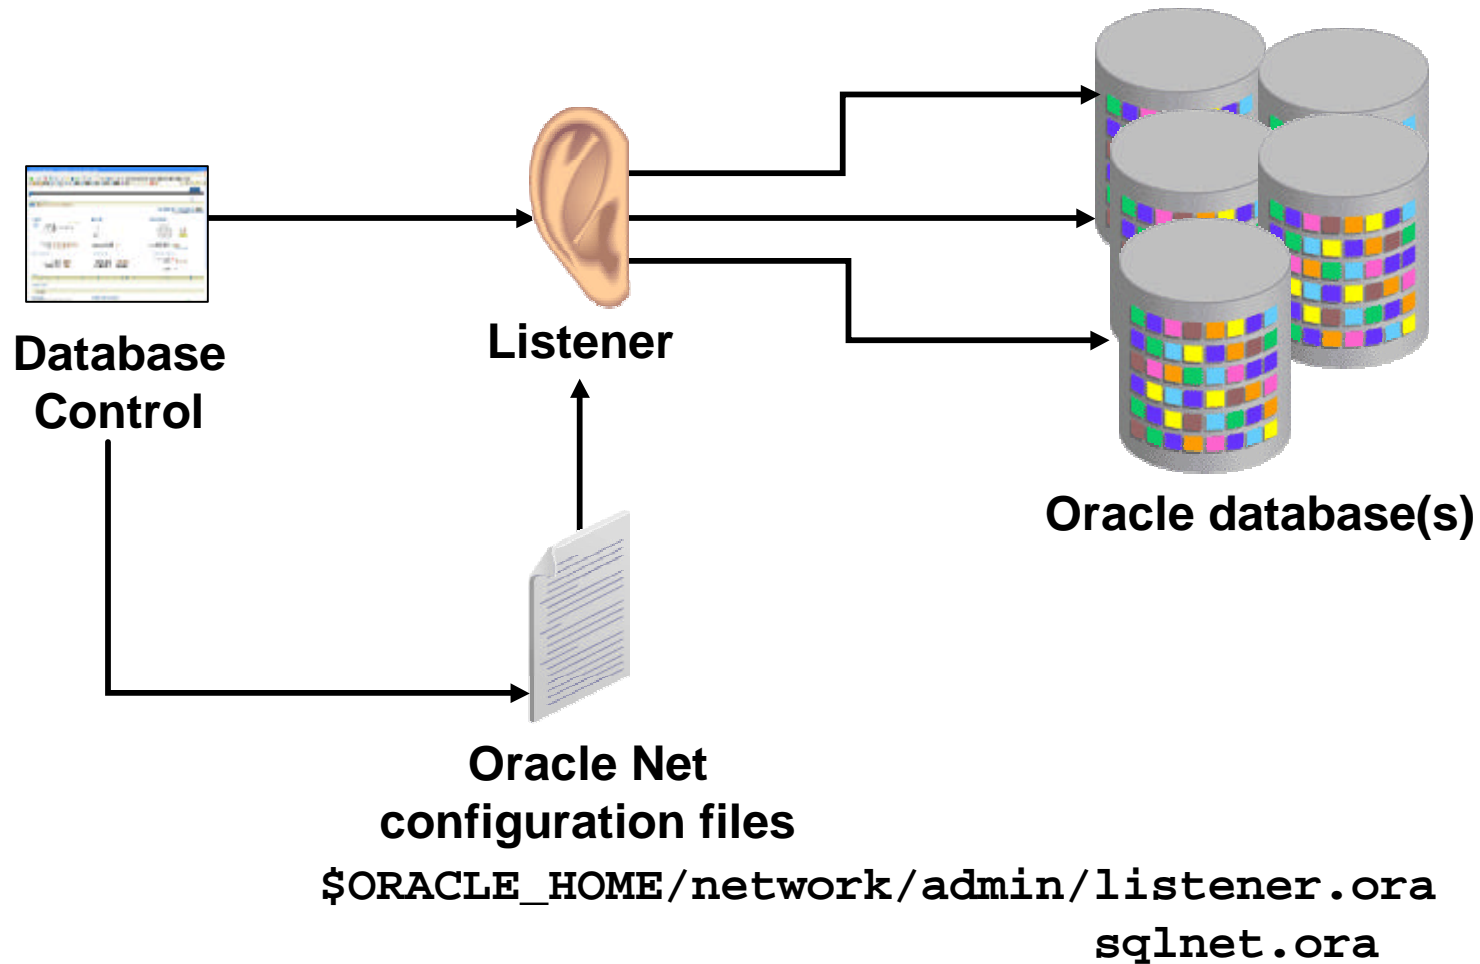 Database
Control
Listener
Oracle database(s)
Oracle Net
configuration files
$ORACLE_HOME/network/admin/listener.ora
sqlnet.ora